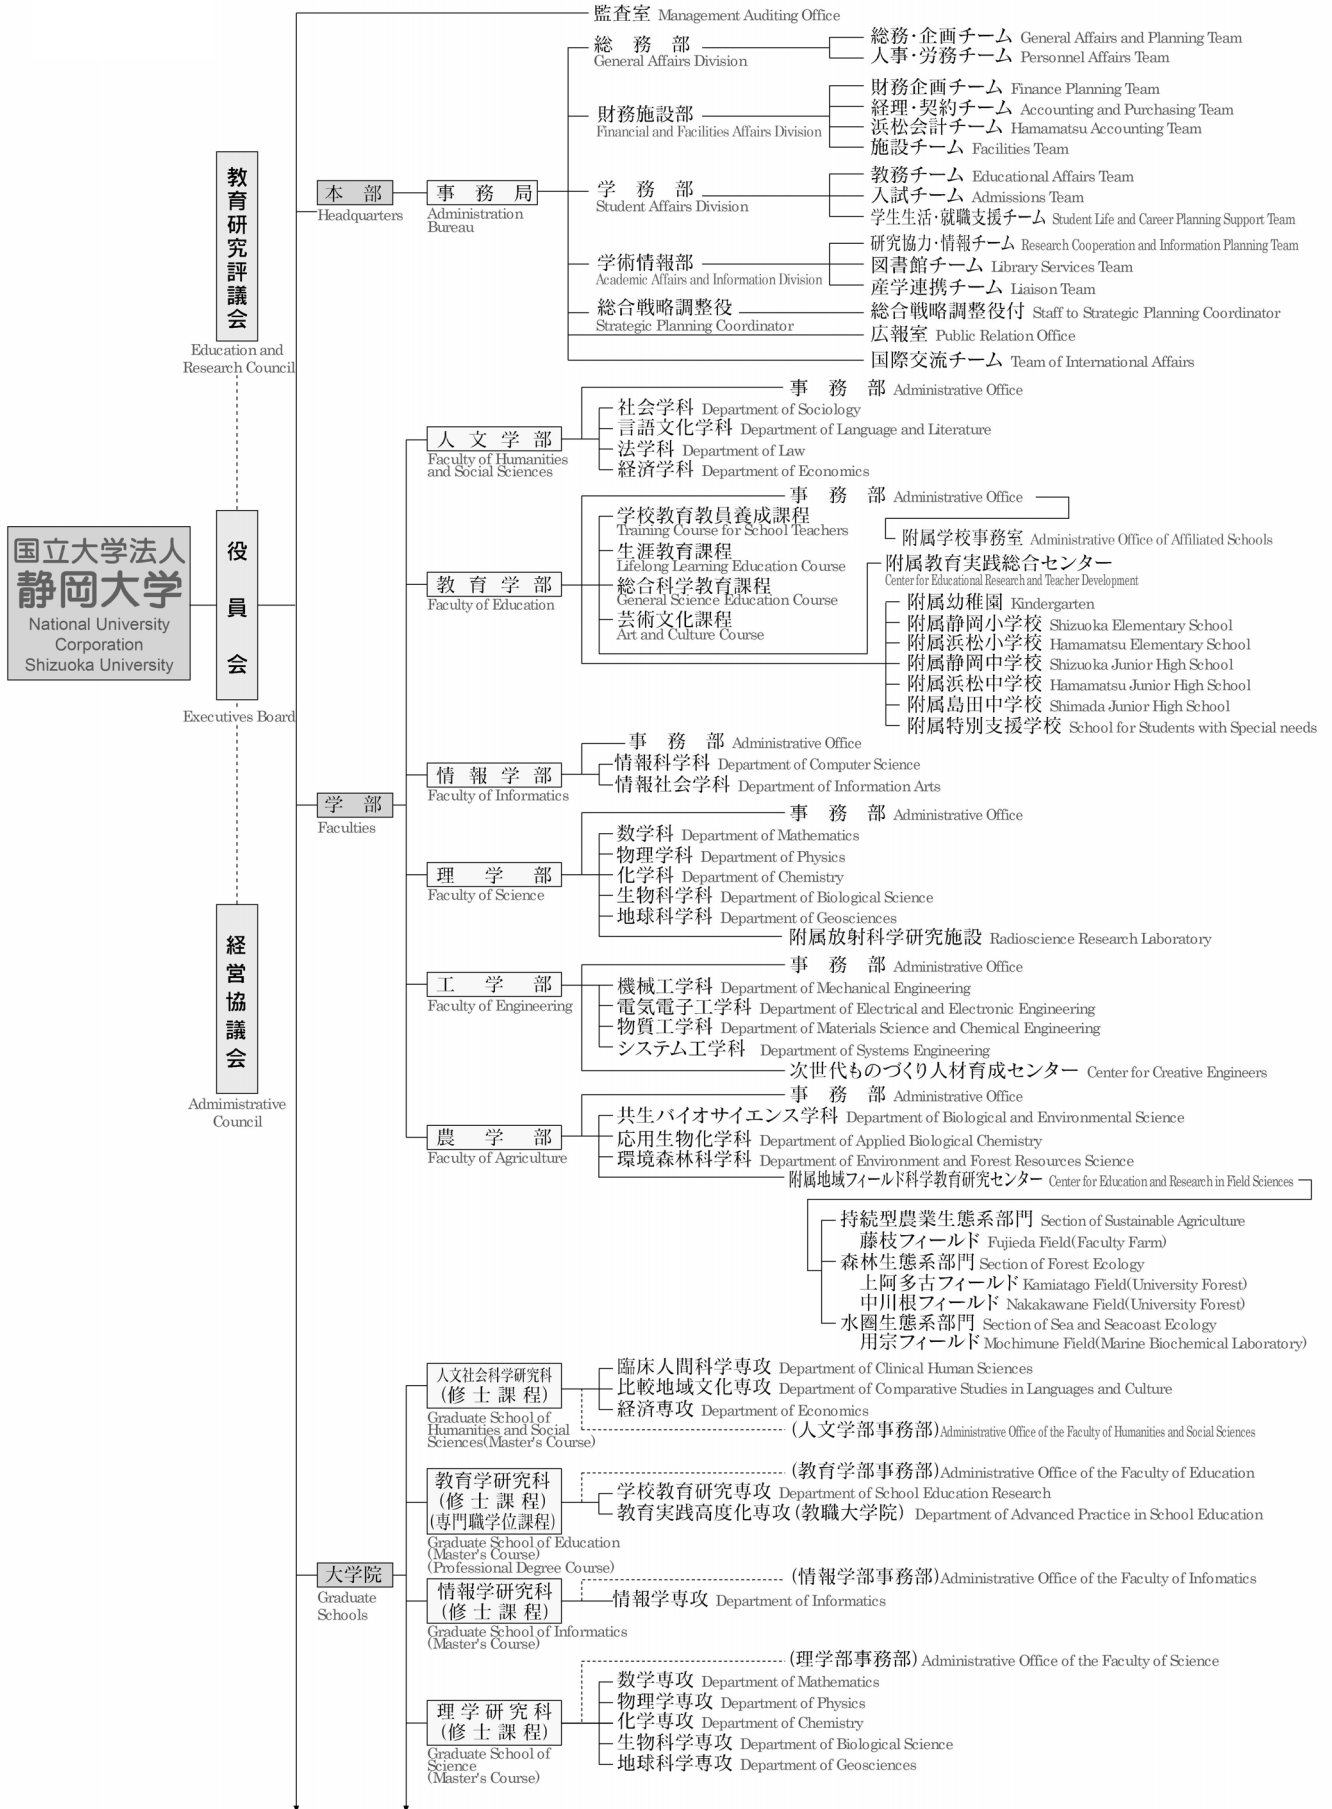 監査室 Management Auditing Office
総務部
General Affairs Division
総務・企画チーム General Affairs and Planning Team
人事・労務チーム Personnel Affairs Team
財務施設部
Financial and Facilities Affairs Division
財務企画チーム Finance Planning Team
経理・契約チーム Accounting and Purchasing Team
浜松会計チーム Hamamatsu Accounting Team
施設チーム Facilities Team
教育研究評議会
Education and
Research Council
本部
Headquarters
事務局
Administration
Bureau
学務部
Student Affairs Division
教務チーム Educational Affairs Team
入試チーム Admissions Team
学生生活・就職支援チーム Student Life and Career Planning Support Team
学術情報部
Academic Affairs and Information Division
研究協力・情報チーム Research Cooperation and Information Planning Team
図書館チーム Library Services Team
産学連携チーム Liaison Team
総合戦略調整役
Strategic Planning Coordinator
総合戦略調整役付 Staff to Strategic Planning Coordinator
広報室 Public Relation Office
国際交流チーム Team of International Affairs
国立大学法人
静岡大学
National University
Corporation
Shizuoka University
役員会
Executives Board
経営協議会
Admimistrative
Council
学部
Faculties
人文学部
Faculty of Humanities
and Social Sciences
事務部 Administrative Office
社会学科 Department of Sociology
言語文化学科 Department of Language and Literature
法学科 Department of Law
経済学科 Department of Economics
教育学部
Faculty of Education
事務部 Administrative Office
附属学校事務室 Administrative Office of Affiliated Schools
学校教育教員養成課程
Training Course for School Teachers
生涯教育課程
Lifelong Learning Education Course
総合科学教育課程
General Science Education Course
芸術文化課程
Art and Culture Course
附属教育実践総合センター
Center for Educational Research and Teacher Development
附属幼稚園 Kindergarten
附属静岡小学校 Shizuoka Elementary School
附属浜松小学校 Hamamatsu Elementary School
附属静岡中学校 Shizuoka Junior High School
附属浜松中学校 Hamamatsu Junior High School
附属島田中学校 Shimada Junior High School
附属特別支援学校 School for Students with Special needs
情報学部
Faculty of Informatics
事務部 Administrative Office
情報科学科 Department of Computer Science
情報社会学科 Department of Information Arts
理学部
Faculty of Science
事務部 Administrative Office
数学科 Department of Mathematics
物理学科 Department of Physics
化学科 Department of Chemistry
生物科学科 Department of Biological Science
地球科学科 Department of Geosciences
附属放射科学研究施設 Radioscience Research Laboratory
工学部
Faculty of Engineering
事務部 Administrative Office
機械工学科 Department of Mechanical Engineering
電気電子工学科 Department of Electrical and Electronic Engineering
物質工学科 Department of Materials Science and Chemical Engineering
システム工学科 Department of Systems Engineering
次世代ものづくり人材育成センター Center for Creative Engineers
農学部
Faculty of Agriculture
事務部 Administrative Office
共生バイオサイエンス学科 Department of Biological and Environmental Science
応用生物化学科 Department of Applied Biological Chemistry
環境森林科学科 Department of Environment and Forest Resources Science
附属地域フィールド科学教育研究センター Center for Education and Research in Field Sciences
持続型農業生態系部門 Section of Sustainable Agriculture
藤枝フィールド Fujieda Field(Faculty Farm)
森林生態系部門 Section of Forest Ecology
上阿多古フィールド Kamiatago Field(University Forest)
中川根フィールド Nakakawane Field(University Forest)
水圏生態系部門 Section of Sea and Seacoast Ecology
用宗フィールド Mochimune Field(Marine Biochemical Laboratory)
大学院
Graduate
Schools
人文社会科学研究科
(修士課程)
Graduate School of
Humanities and Social
Sciences(Master's Course)
臨床人間科学専攻 Department of Clinical Human Sciences
比較地域文化専攻 Department of Comparative Studies in Languages and Culture
経済専攻 Department of Economics
(人文学部事務部)Administrative Office of the Faculty of Humanities and Social Sciences
教育学研究科
(修士課程)
(専門職学位課程)
Graduate School of Education
(Master's Course)
(Professional Degree Course)
(教育学部事務部)Administrative Office of the Faculty of Education
学校教育研究専攻 Department of School Education Research
教育実践高度化専攻(教職大学院) Department of Advanced Practice in School Education
情報学研究科
(修士課程)
Graduate School of Informatics
(Master's Course)
(情報学部事務部)Administrative Office of the Faculty of Infomatics
情報学専攻 Department of Informatics
理学研究科
(修士課程)
Graduate School of
Science
(Master's Course)
(理学部事務部) Administrative Office of the Faculty of Science
数学専攻 Department of Mathematics
物理学専攻 Department of Physics
化学専攻 Department of Chemistry
生物科学専攻 Department of Biological Science
地球科学専攻 Department of Geosciences